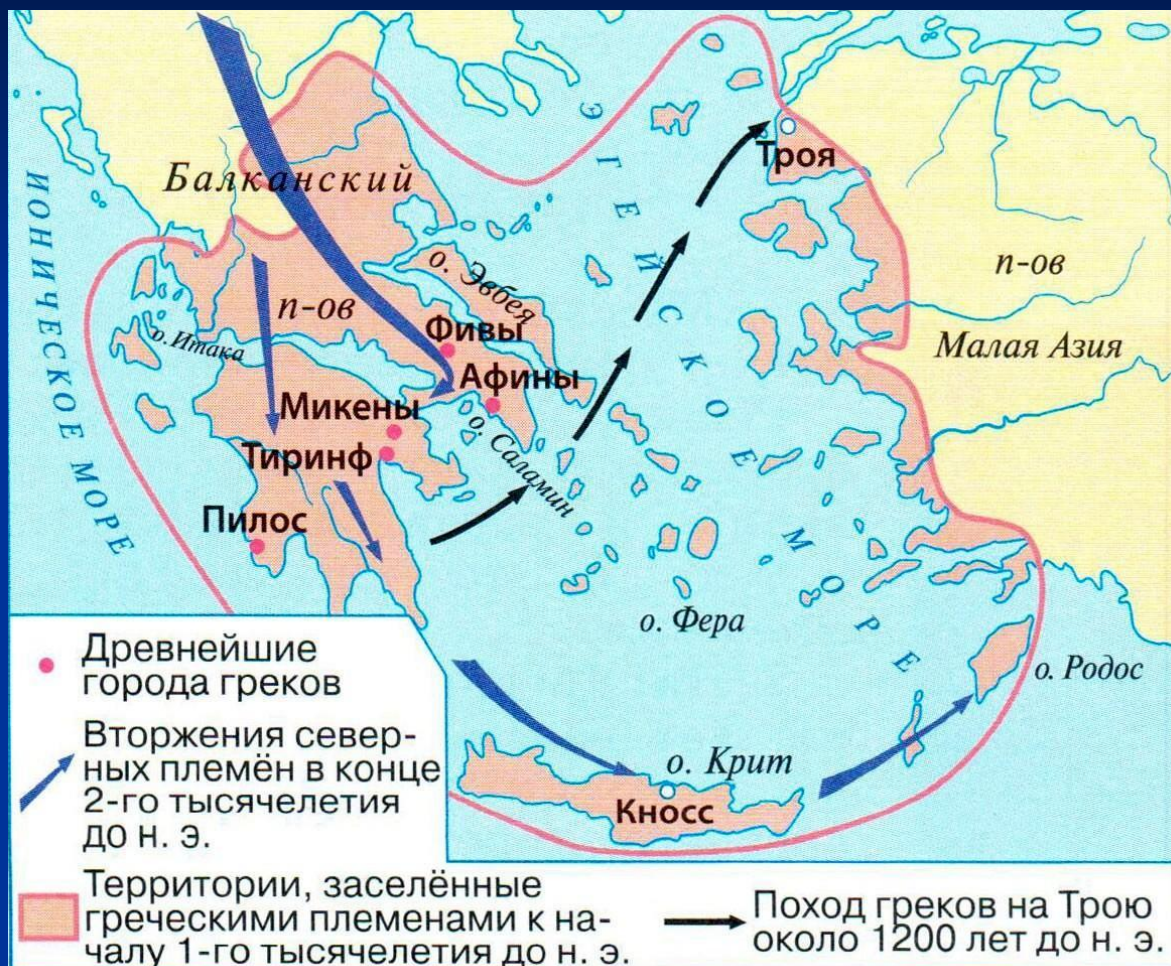 ЭГЕЙСКОЕ МОРЕ
Троя
Балканский
п-ов
ИОНИЧЕСКОЕ МОРЕ
о. Эвбея
п-ов
Малая Азия
о. Итака
Фивы
Афины
Микены
о. Саламин
Тиринф
Пилос
о. Фера
о. Родос
о. Крит
Кносс
Древнейшие
города греков
Вторжения север-
ных племён в конце
2-го тысячелетия
до н. э.
Территории, заселённые
греческими племенами к на-
чалу 1-го тысячелетия до н. э.
Поход греков на Трою
около 1200 лет до н. э.